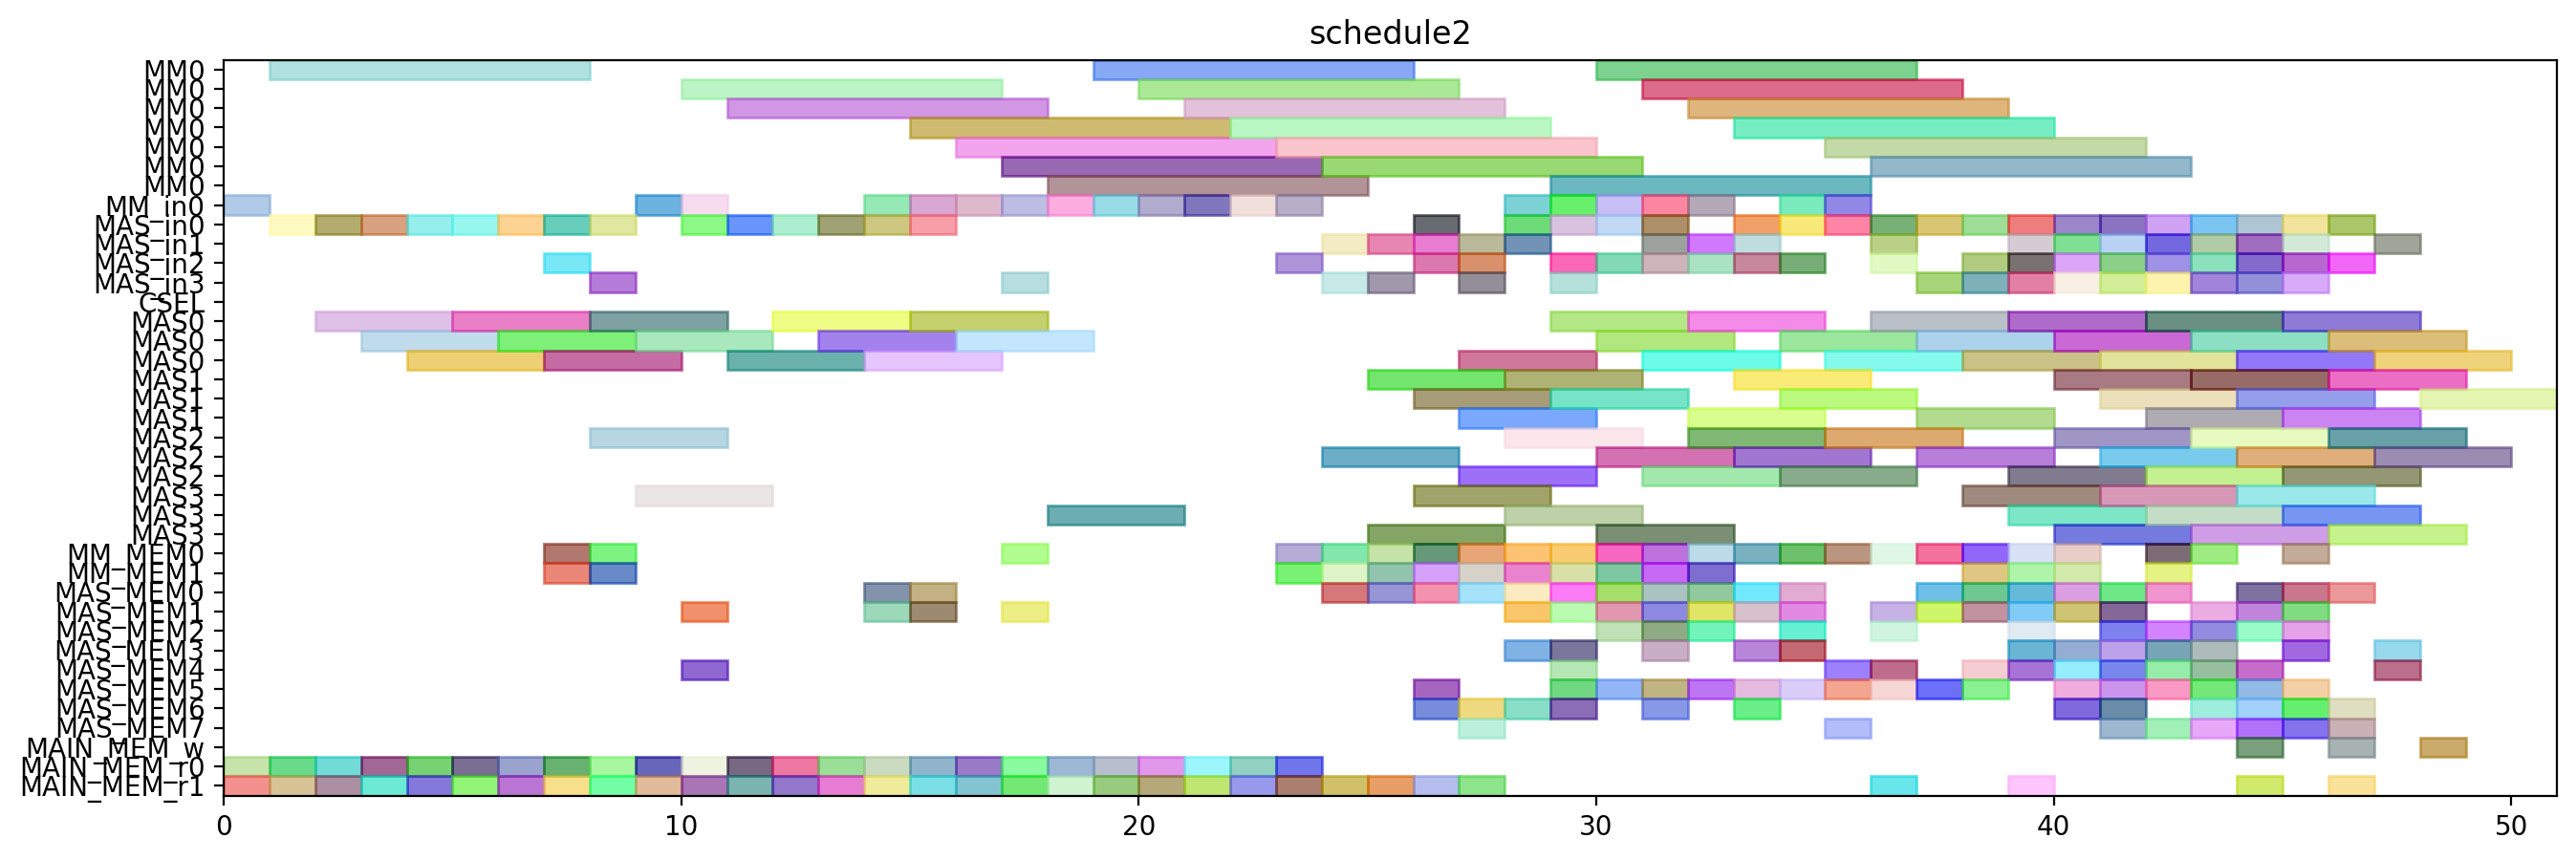 schedule2
MM0
MM0
MM0
MM0
MM0
MM0
MM0
MM_in0
MAS_in0
MAS_in1
MAS_in2
MAS_in3
CSEL
MAS0
MAS0
MAS0
MAS1
MAS1
MAS1
MAS2
MAS2
MAS2
MAS3
MAS3
MAS3
MM_MEM0
MM_MEM1
MAS_MEM0
MAS_MEM1
MAS_MEM2
MAS_MEM3
MAS_MEM4
MAS_MEM5
MAS_MEM6
MAS_MEM7
MAIN_MEM_w
MAIN_MEM_r0
MAIN_MEM_r1
0 10 20 30 40 50